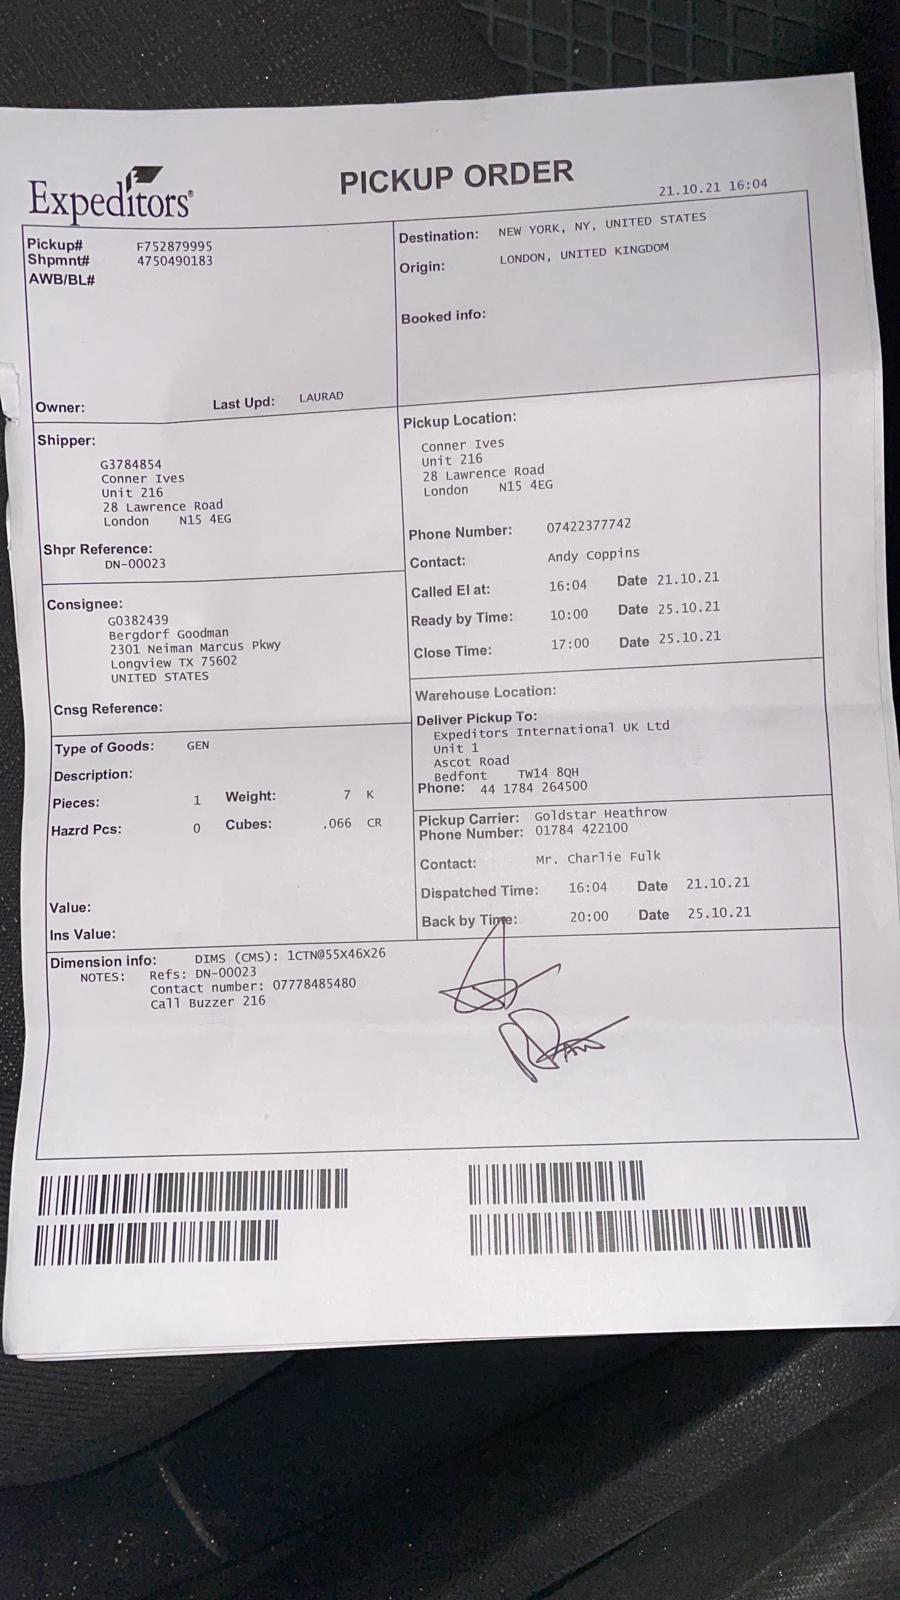 Expeditors®
PICKUP ORDER
21.10.21 16:04
Pickup# F752879995
Shpmnt# 4750490183
AWB/BL#
Owner: Last Upd: LAURAD
Destination: NEW YORK, NY, UNITED STATES
Origin: LONDON, UNITED KINGDOM
Booked info:
Shipper:
G3784854
Conner Ives
Unit 216
28 Lawrence Road
London N15 4EG
Shpr Reference:
DN-00023
Consignee:
G0382439
Bergdorf Goodman
2301 Neiman Marcus Pkwy
Longview TX 75602
UNITED STATES
Cnsg Reference:
Type of Goods: GEN
Description:
Pieces: 1 Weight: 7 K
Hazrd Pcs: 0 Cubes: .066 CR
Value:
Ins Value:
Pickup Location:
Conner Ives
Unit 216
28 Lawrence Road
London N15 4EG
Phone Number: 07422377742
Contact: Andy Coppins
Called EI at: 16:04 Date 21.10.21
Ready by Time: 10:00 Date 25.10.21
Close Time: 17:00 Date 25.10.21
Warehouse Location:
Deliver Pickup To:
Expeditors International UK Ltd
Unit 1
Ascot Road
Bedfont TW14 8QH
Phone: 44 1784 264500
Pickup Carrier: Goldstar Heathrow
Phone Number: 01784 422100
Contact: Mr. Charlie Fulk
Dispatched Time: 16:04 Date 21.10.21
Back by Time: 20:00 Date 25.10.21
Dimension info: DIMS (CMS): 1CTN@55X46X26
NOTES: Refs: DN-00023
Contact number: 07778485480
Call Buzzer 216